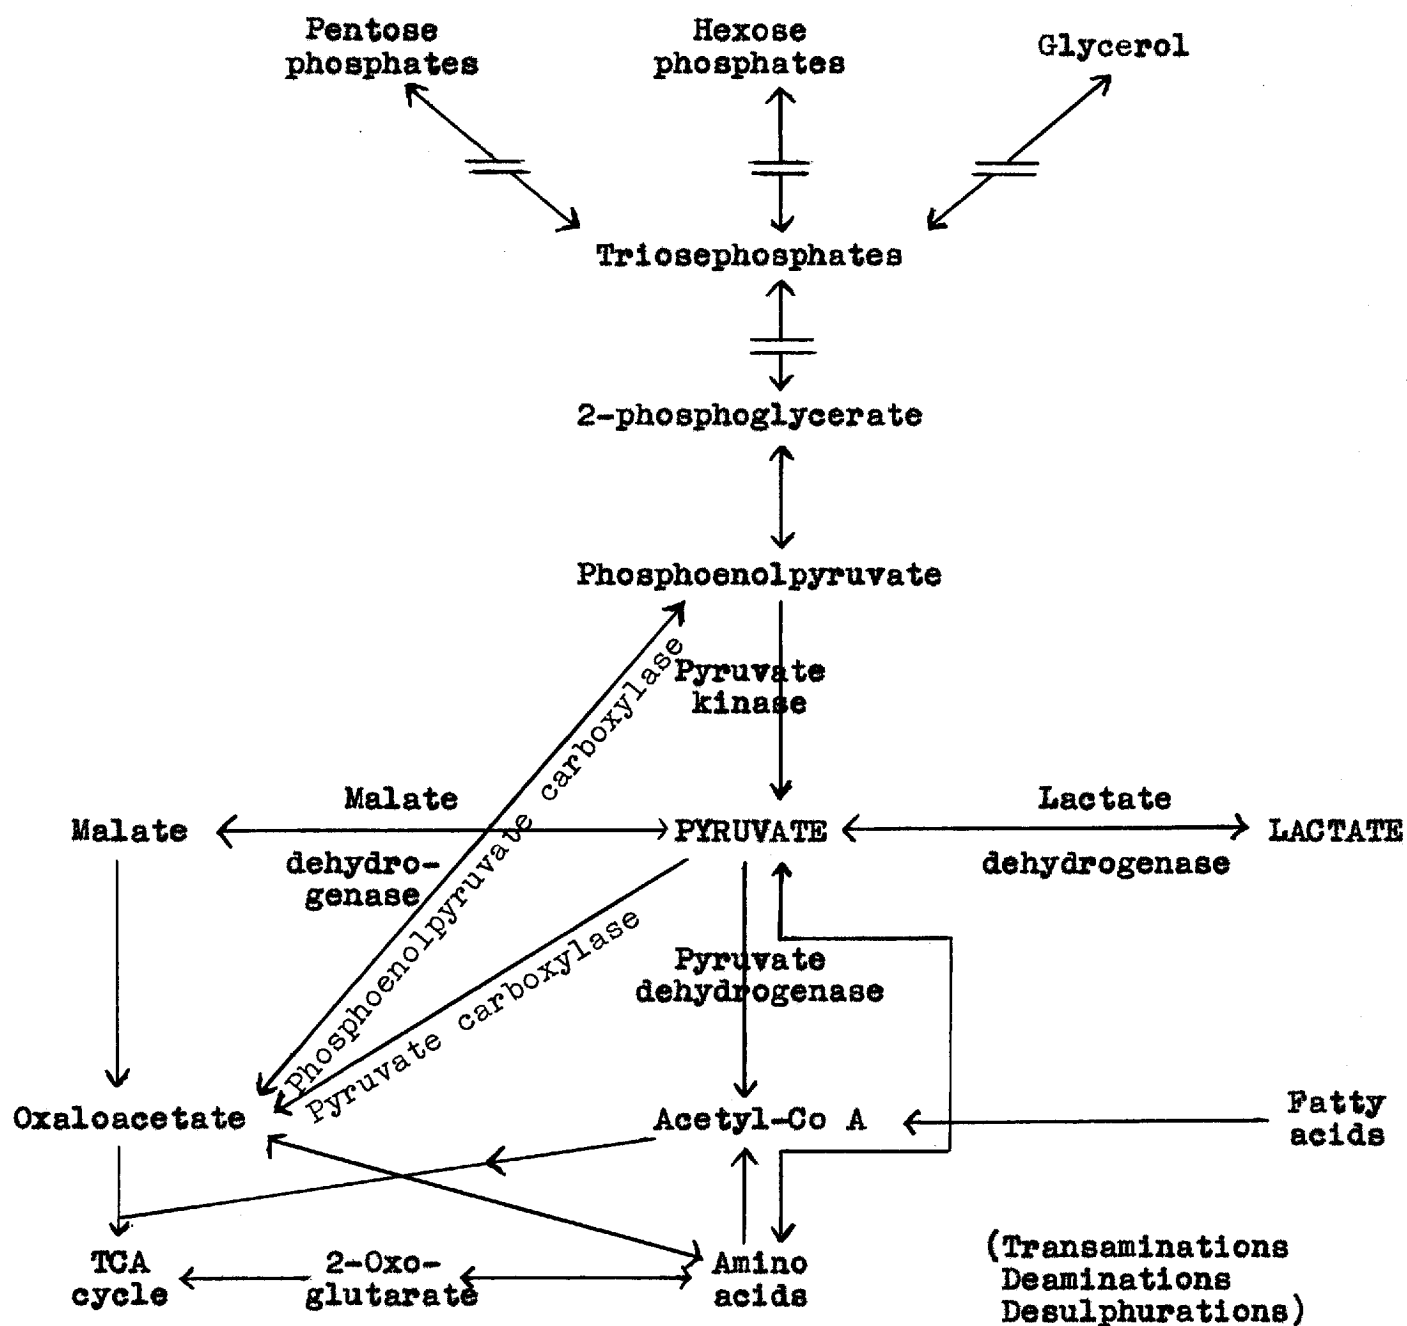 Pentose
phosphates
Hexose
phosphates
Glycerol
Triosephosphates
2-phosphoglycerate
Phosphoenolpyruvate
Pyruvate
kinase
Phosphoenolpyruvate carboxylase
Malate
Malate
dehydro-
genase
PYRUVATE
Lactate
dehydrogenase
LACTATE
Pyruvate carboxylase
Pyruvate
dehydrogenase
Oxaloacetate
Acetyl-Co A
Fatty
acids
TCA
cycle
2-Oxo-
glutarate
Amino
acids
(Transaminations
Deaminations
Desulphurations)